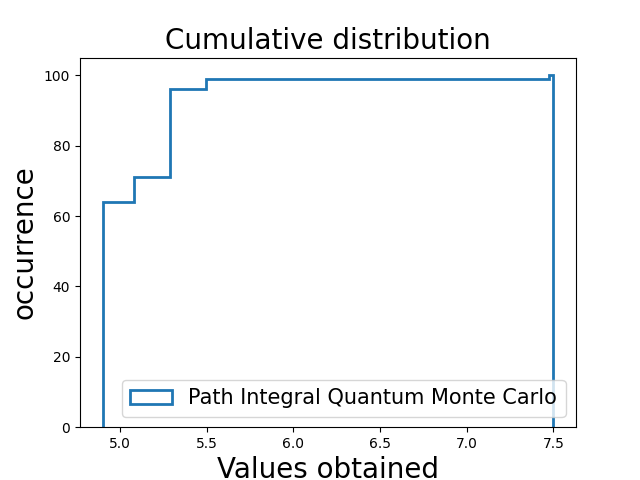 Cumulative distribution
100
80
60
40
20
0
occurrence
Path Integral Quantum Monte Carlo
5.0 5.5 6.0 6.5 7.0 7.5
Values obtained